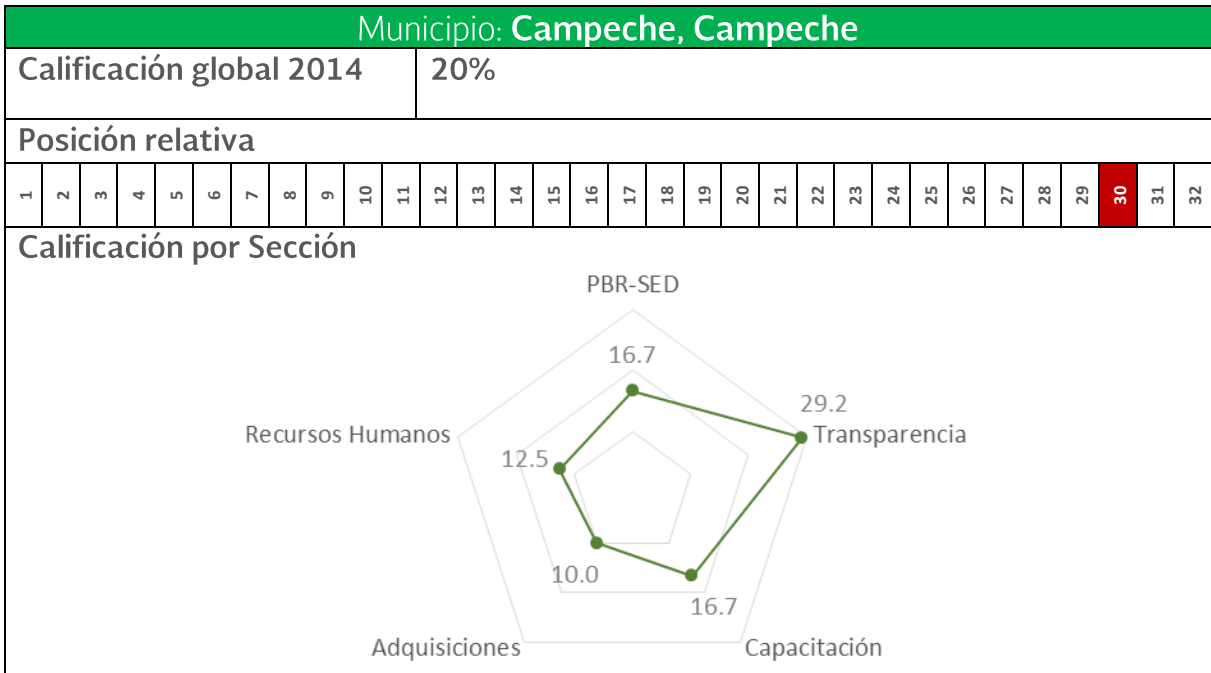 Municipio: Campeche, Campeche
Calificación global 2014 20%
Posición relativa
1 2 3 4 5 6 7 8 9 10 11 12 13 14 15 16 17 18 19 20 21 22 23 24 25 26 27 28 29 30 31 32
Calificación por Sección
PBR-SED
16.7
29.2
Recursos Humanos Transparencia
12.5
10.0
16.7
Adquisiciones Capacitación